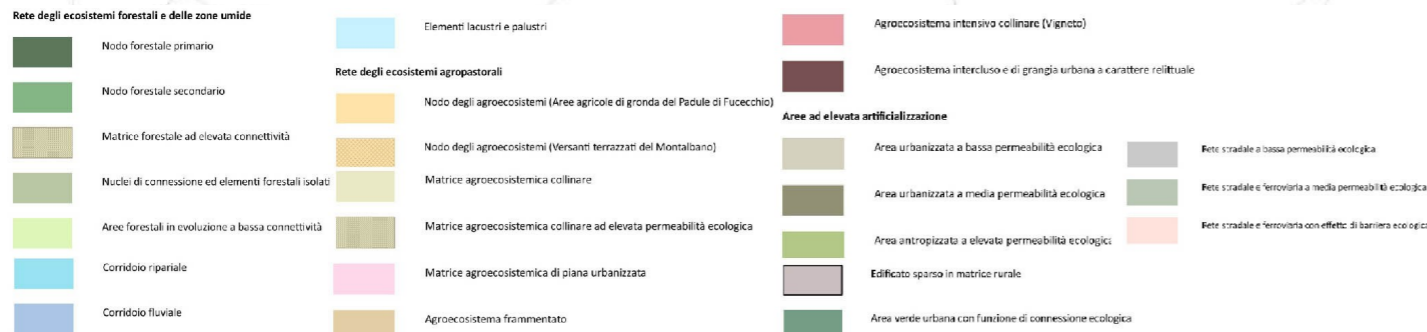 Rete degli ecosistemi forestali e delle zone umide
Nodo forestale primario
Nodo forestale secondario
Matrice forestale ad elevata connettività
Nuclei di connessione ed elementi forestali isolati
Aree forestali in evoluzione a bassa connettività
Corridoio ripariale
Corridoio fluviale
Elementi lacustri e palustri
Rete degli ecosistemi agropastorali
Nodo degli agroecosistemi (Aree agricole di gronda del Padule di Fucecchio)
Nodo degli agroecosistemi (Versanti terrazzati del Montalbano)
Matrice agroecosistemica collinare
Matrice agroecosistemica collinare ad elevata permeabilità ecologica
Matrice agroecosistemica di piana urbanizzata
Agroecosistema frammentato
Agroecosistema intensivo collinare (Vigneto)
Agroecosistema intercluso e di grangia urbana a carattere relittuale
Aree ad elevata artificializzazione
Area urbanizzata a bassa permeabilità ecologica
Area urbanizzata a media permeabilità ecologica
Area antropizzata a elevata permeabilità ecologica
Edificato sparso in matrice rurale
Area verde urbana con funzione di connessione ecologica
Rete stradale a bassa permeabilità ecologica
Rete stradale e ferroviaria a media permeabilità ecologica
Rete stradale e ferroviaria con effetto di barriera ecologica